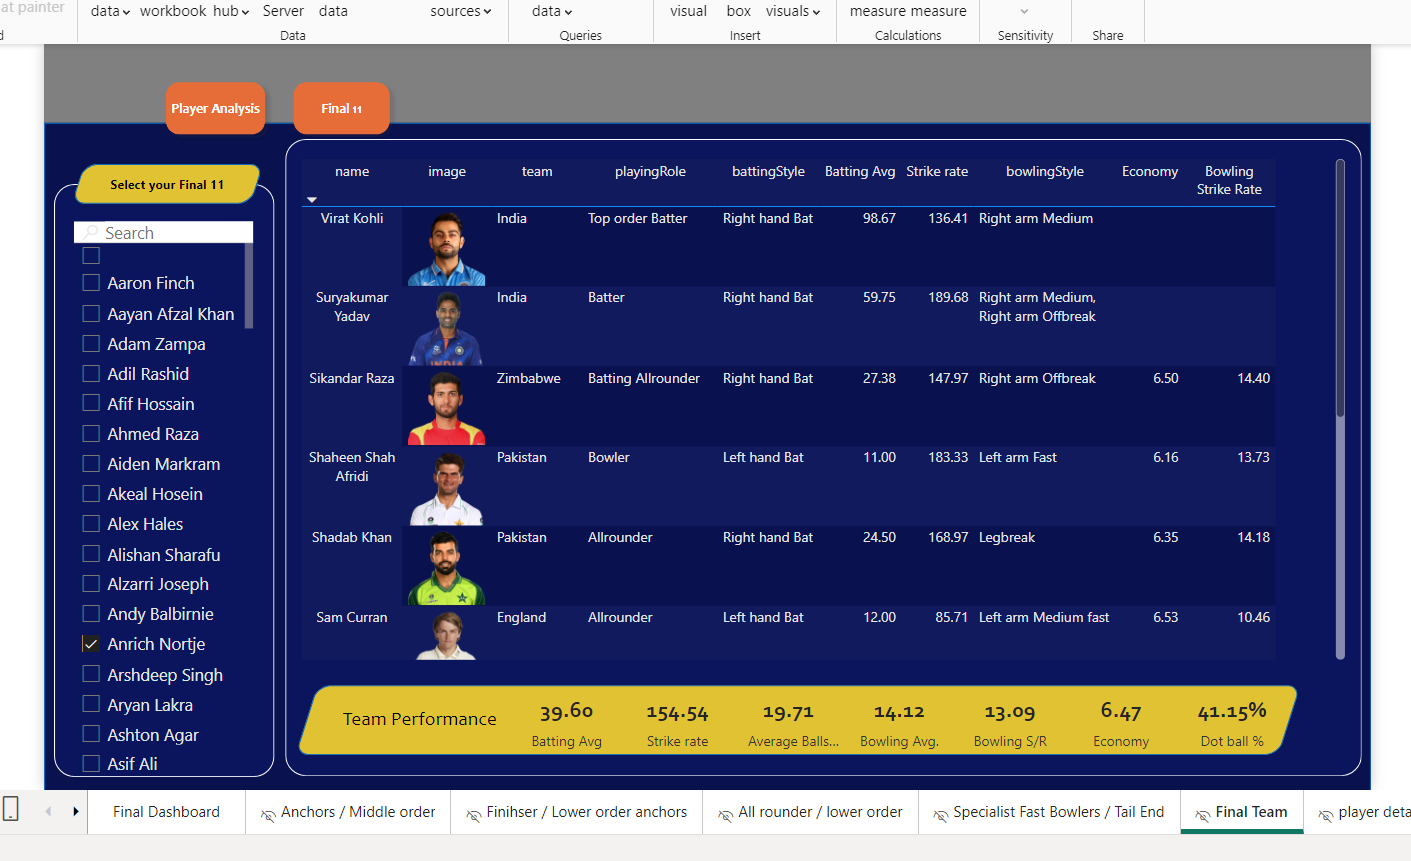 at painter
data workbook hub Server data sources data visual box visuals measure measure
Data Queries Insert Calculations Sensitivity Share
Player Analysis
Final 11
Select your Final 11
Search
Aaron Finch
Aayan Afzal Khan
Adam Zampa
Adil Rashid
Afif Hossain
Ahmed Raza
Aiden Markram
Akeal Hosein
Alex Hales
Alishan Sharafu
Alzarri Joseph
Andy Balbirnie
Anrich Nortje
Arshdeep Singh
Aryan Lakra
Ashton Agar
Asif Ali
name image team playingRole battingStyle Batting Avg Strike rate bowlingStyle Economy Bowling
Strike Rate
Virat Kohli India Top order Batter Right hand Bat 98.67 136.41 Right arm Medium
Suryakumar India Batter Right hand Bat 59.75 189.68 Right arm Medium,
Yadav Right arm Offbreak
INDIA
Sikandar Raza Zimbabwe Batting Allrounder Right hand Bat 27.38 147.97 Right arm Offbreak 6.50 14.40
Shaheen Shah Pakistan Bowler Left hand Bat 11.00 183.33 Left arm Fast 6.16 13.73
Afridi
Shadab Khan Pakistan Allrounder Right hand Bat 24.50 168.97 Legbreak 6.35 14.18
Sam Curran England Allrounder Left hand Bat 12.00 85.71 Left arm Medium fast 6.53 10.46
Team Performance
39.60 154.54 19.71 14.12 13.09 6.47 41.15%
Batting Avg Strike rate Average Balls... Bowling Avg. Bowling S/R Economy Dot ball %
Final Dashboard Anchors / Middle order Finihser / Lower order anchors All rounder / lower order Specialist Fast Bowlers / Tail End Final Team player deta